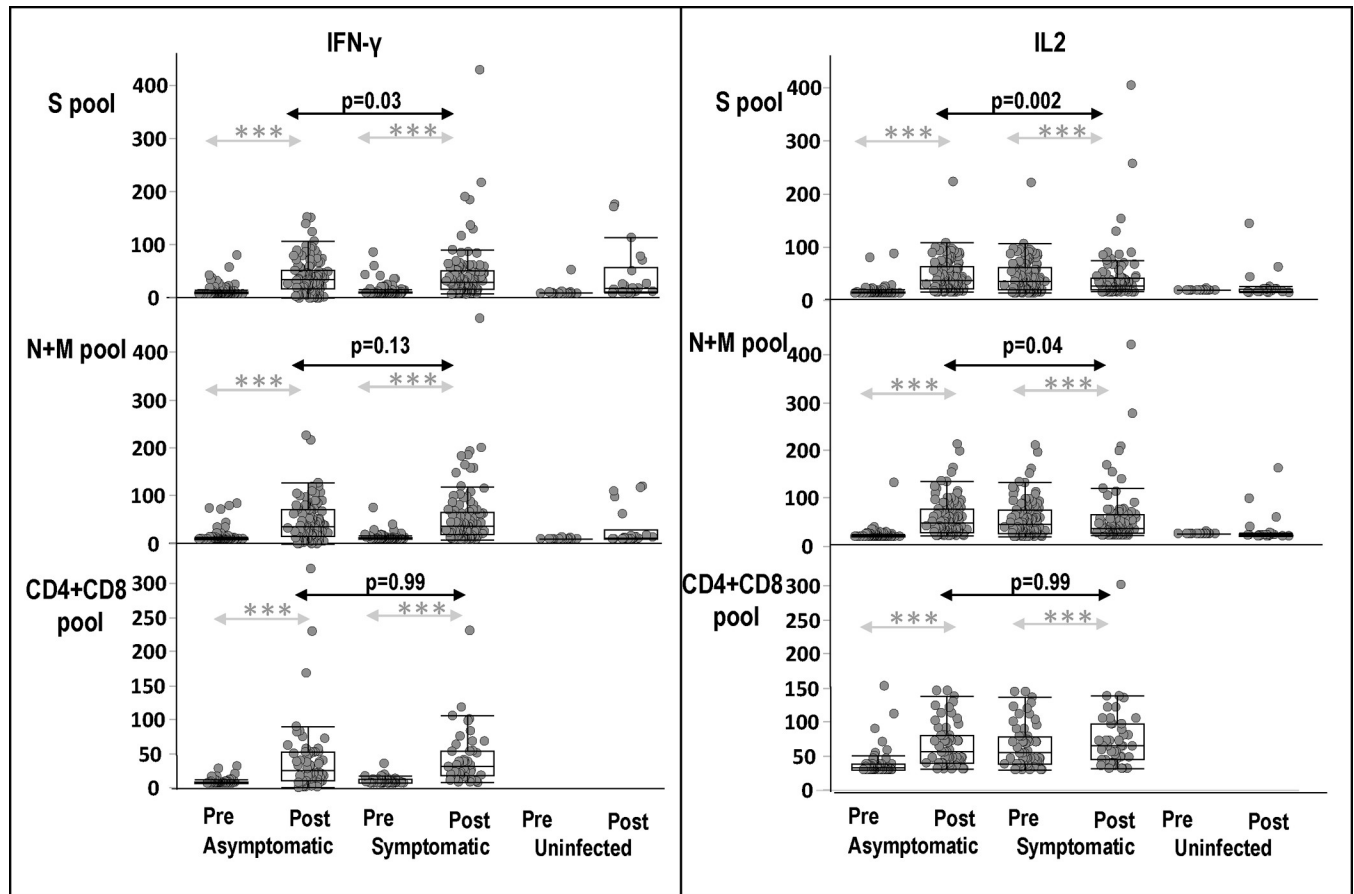 IFN-γ
S pool
400
300
200
100
0
p=0.03
*** ***
N+M pool
400
300
200
100
0
p=0.13
*** ***
CD4+CD8
pool
300
250
200
150
100
50
0
p=0.99
*** ***
Pre Post Pre Post Pre Post
Asymptomatic Symptomatic Uninfected
IL2
S pool
400
300
200
100
0
p=0.002
*** ***
N+M pool
400
300
200
100
0
p=0.04
*** ***
CD4+CD8
pool
300
250
200
150
100
50
0
p=0.99
*** ***
Pre Post Pre Post Pre Post
Asymptomatic Symptomatic Uninfected